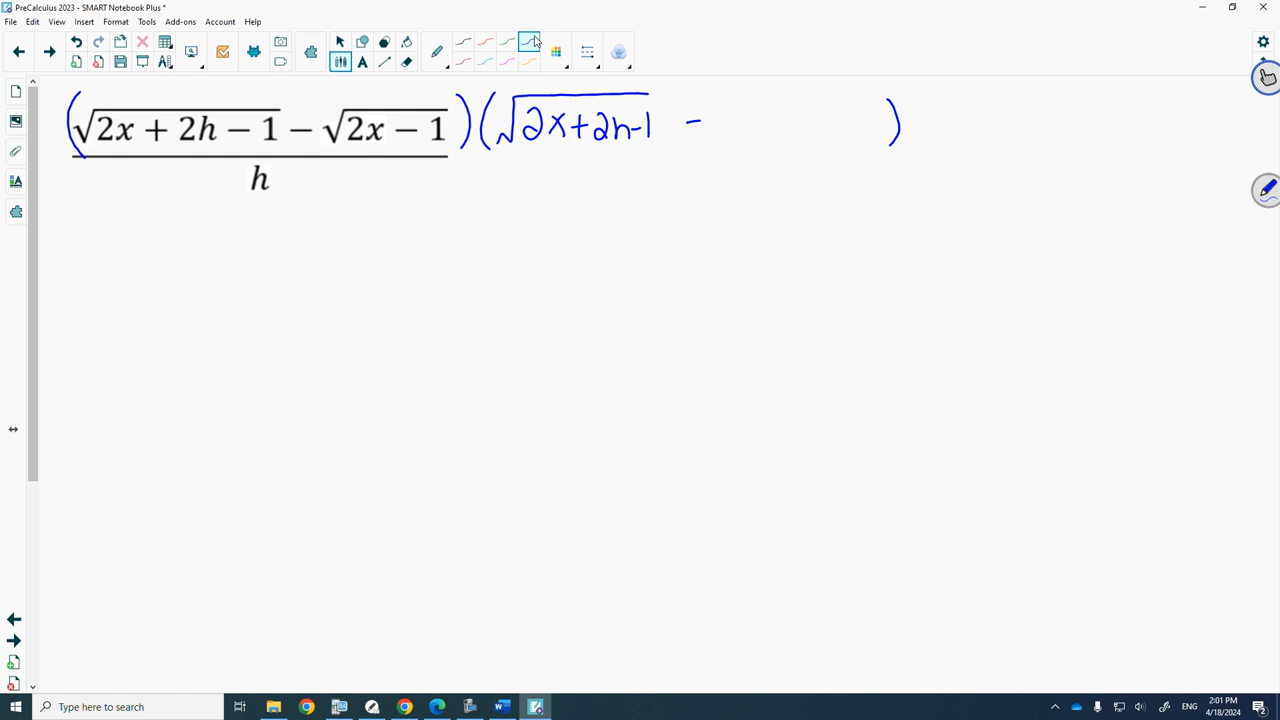 PreCalculus 2023 - SMART Notebook Plus *
File Edit View Insert Format Tools Add-ons Account Help
(√(2x + 2h − 1) − √(2x − 1)) (√(2x+2h-1) − )
h
Type here to search
ENG
2:01 PM
4/18/2024
2